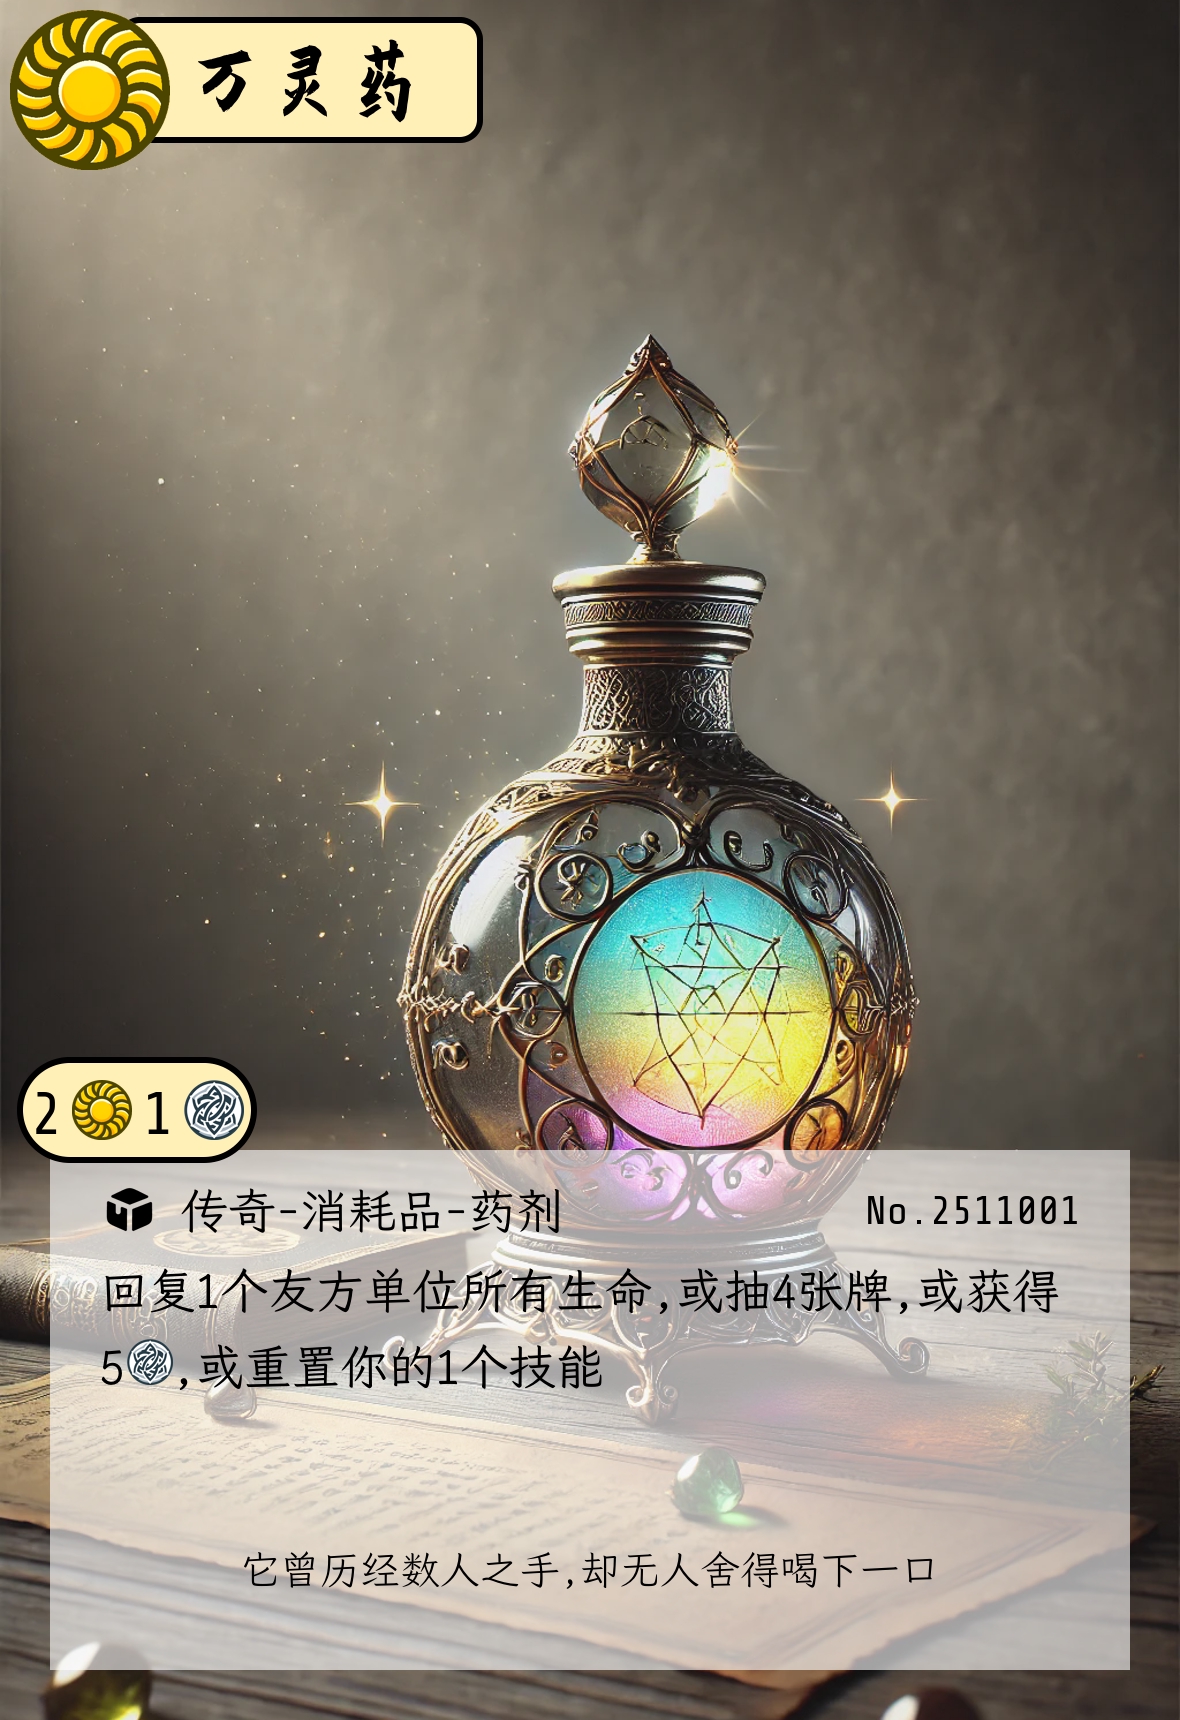 万灵药
2 1
传奇-消耗品-药剂
No.2511001
回复1个友方单位所有生命,或抽4张牌,或获得
5,或重置你的1个技能
它曾历经数人之手,却无人舍得喝下一口